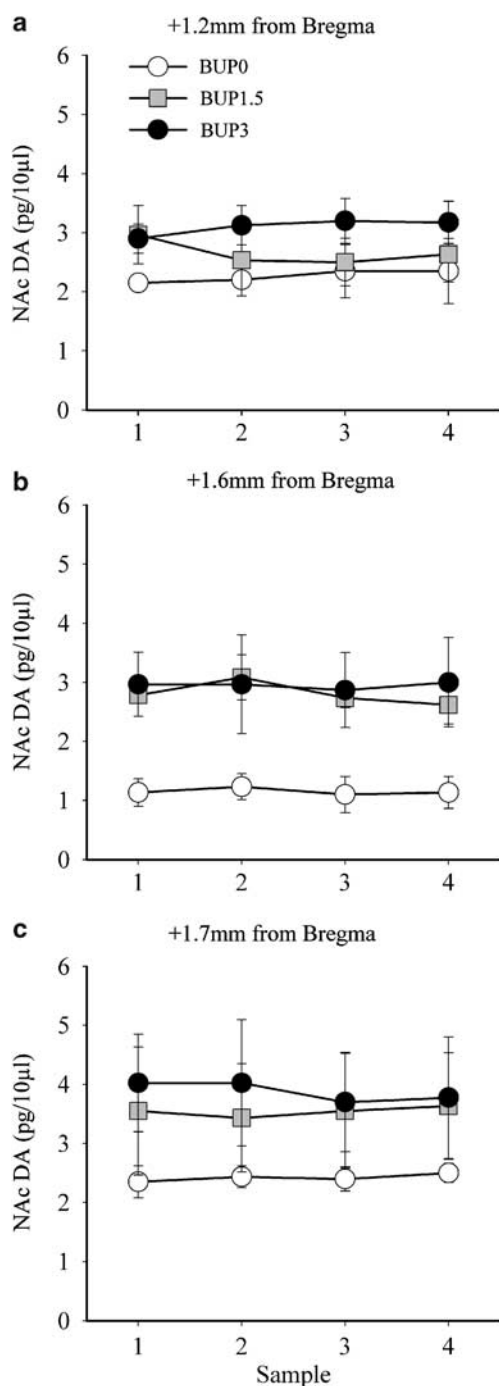 a
+1.2mm from Bregma
6
5
4
3
2
1
0
NAc DA (pg/10µl)
BUP0
BUP1.5
BUP3
1 2 3 4
b
+1.6mm from Bregma
6
5
4
3
2
1
0
NAc DA (pg/10µl)
1 2 3 4
c
+1.7mm from Bregma
6
5
4
3
2
1
0
NAc DA (pg/10µl)
1 2 3 4
Sample